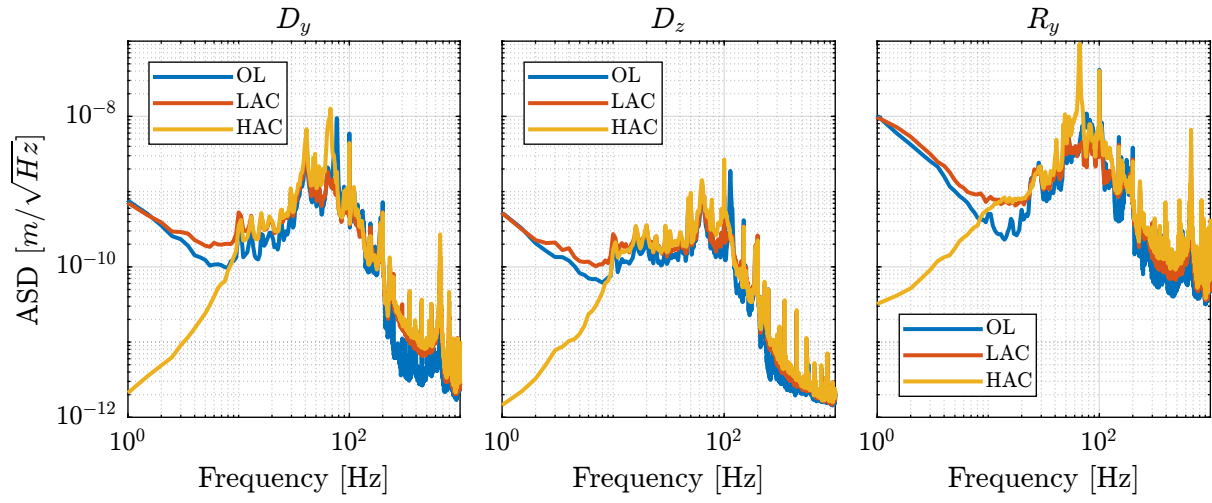 D_y
D_z
R_y
ASD [m/√Hz]
10^-8
10^-10
10^-12
OL
LAC
HAC
OL
LAC
HAC
OL
LAC
HAC
10^0
10^2
10^0
10^2
10^0
10^2
Frequency [Hz]
Frequency [Hz]
Frequency [Hz]